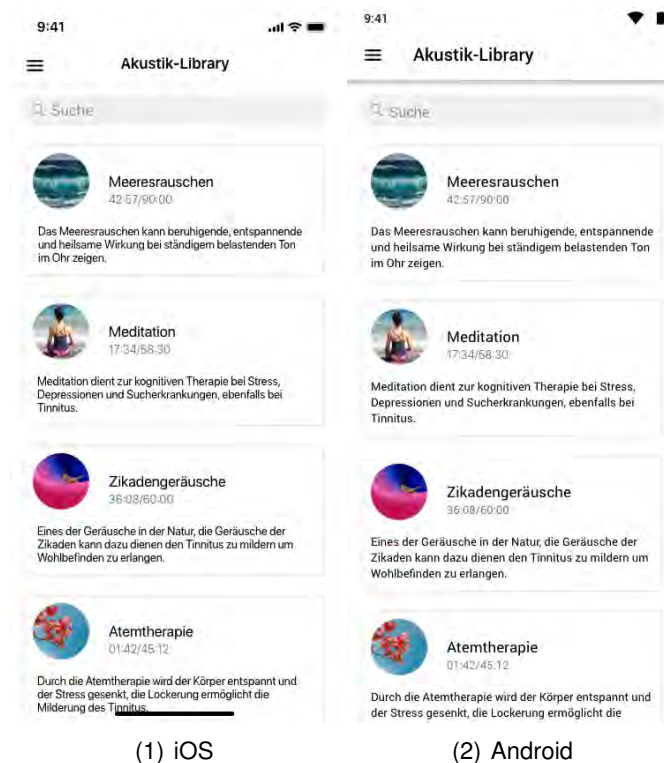 9:41
Akustik-Library
Suche
Meeresrauschen
42:57/90:00
Das Meeresrauschen kann beruhigende, entspannende
und heilsame Wirkung bei ständigem belastenden Ton
im Ohr zeigen.
Meditation
17:34/58:30
Meditation dient zur kognitiven Therapie bei Stress,
Depressionen und Sucherkrankungen, ebenfalls bei
Tinnitus.
Zikadengeräusche
36:08/60:00
Eines der Geräusche in der Natur, die Geräusche der
Zikaden kann dazu dienen den Tinnitus zu mildern um
Wohlbefinden zu erlangen.
Atemtherapie
01:42/45:12
Durch die Atemtherapie wird der Körper entspannt und
der Stress gesenkt, die Lockerung ermöglicht die
Milderung des Tinnitus.
(1) iOS
9:41
Akustik-Library
Suche
Meeresrauschen
42:57/90:00
Das Meeresrauschen kann beruhigende, entspannende
und heilsame Wirkung bei ständigem belastenden Ton
im Ohr zeigen.
Meditation
17:34/58:30
Meditation dient zur kognitiven Therapie bei Stress,
Depressionen und Sucherkrankungen, ebenfalls bei
Tinnitus.
Zikadengeräusche
36:08/60:00
Eines der Geräusche in der Natur, die Geräusche der
Zikaden kann dazu dienen den Tinnitus zu mildern um
Wohlbefinden zu erlangen.
Atemtherapie
01:42/45:12
Durch die Atemtherapie wird der Körper entspannt und
der Stress gesenkt, die Lockerung ermöglicht die
(2) Android